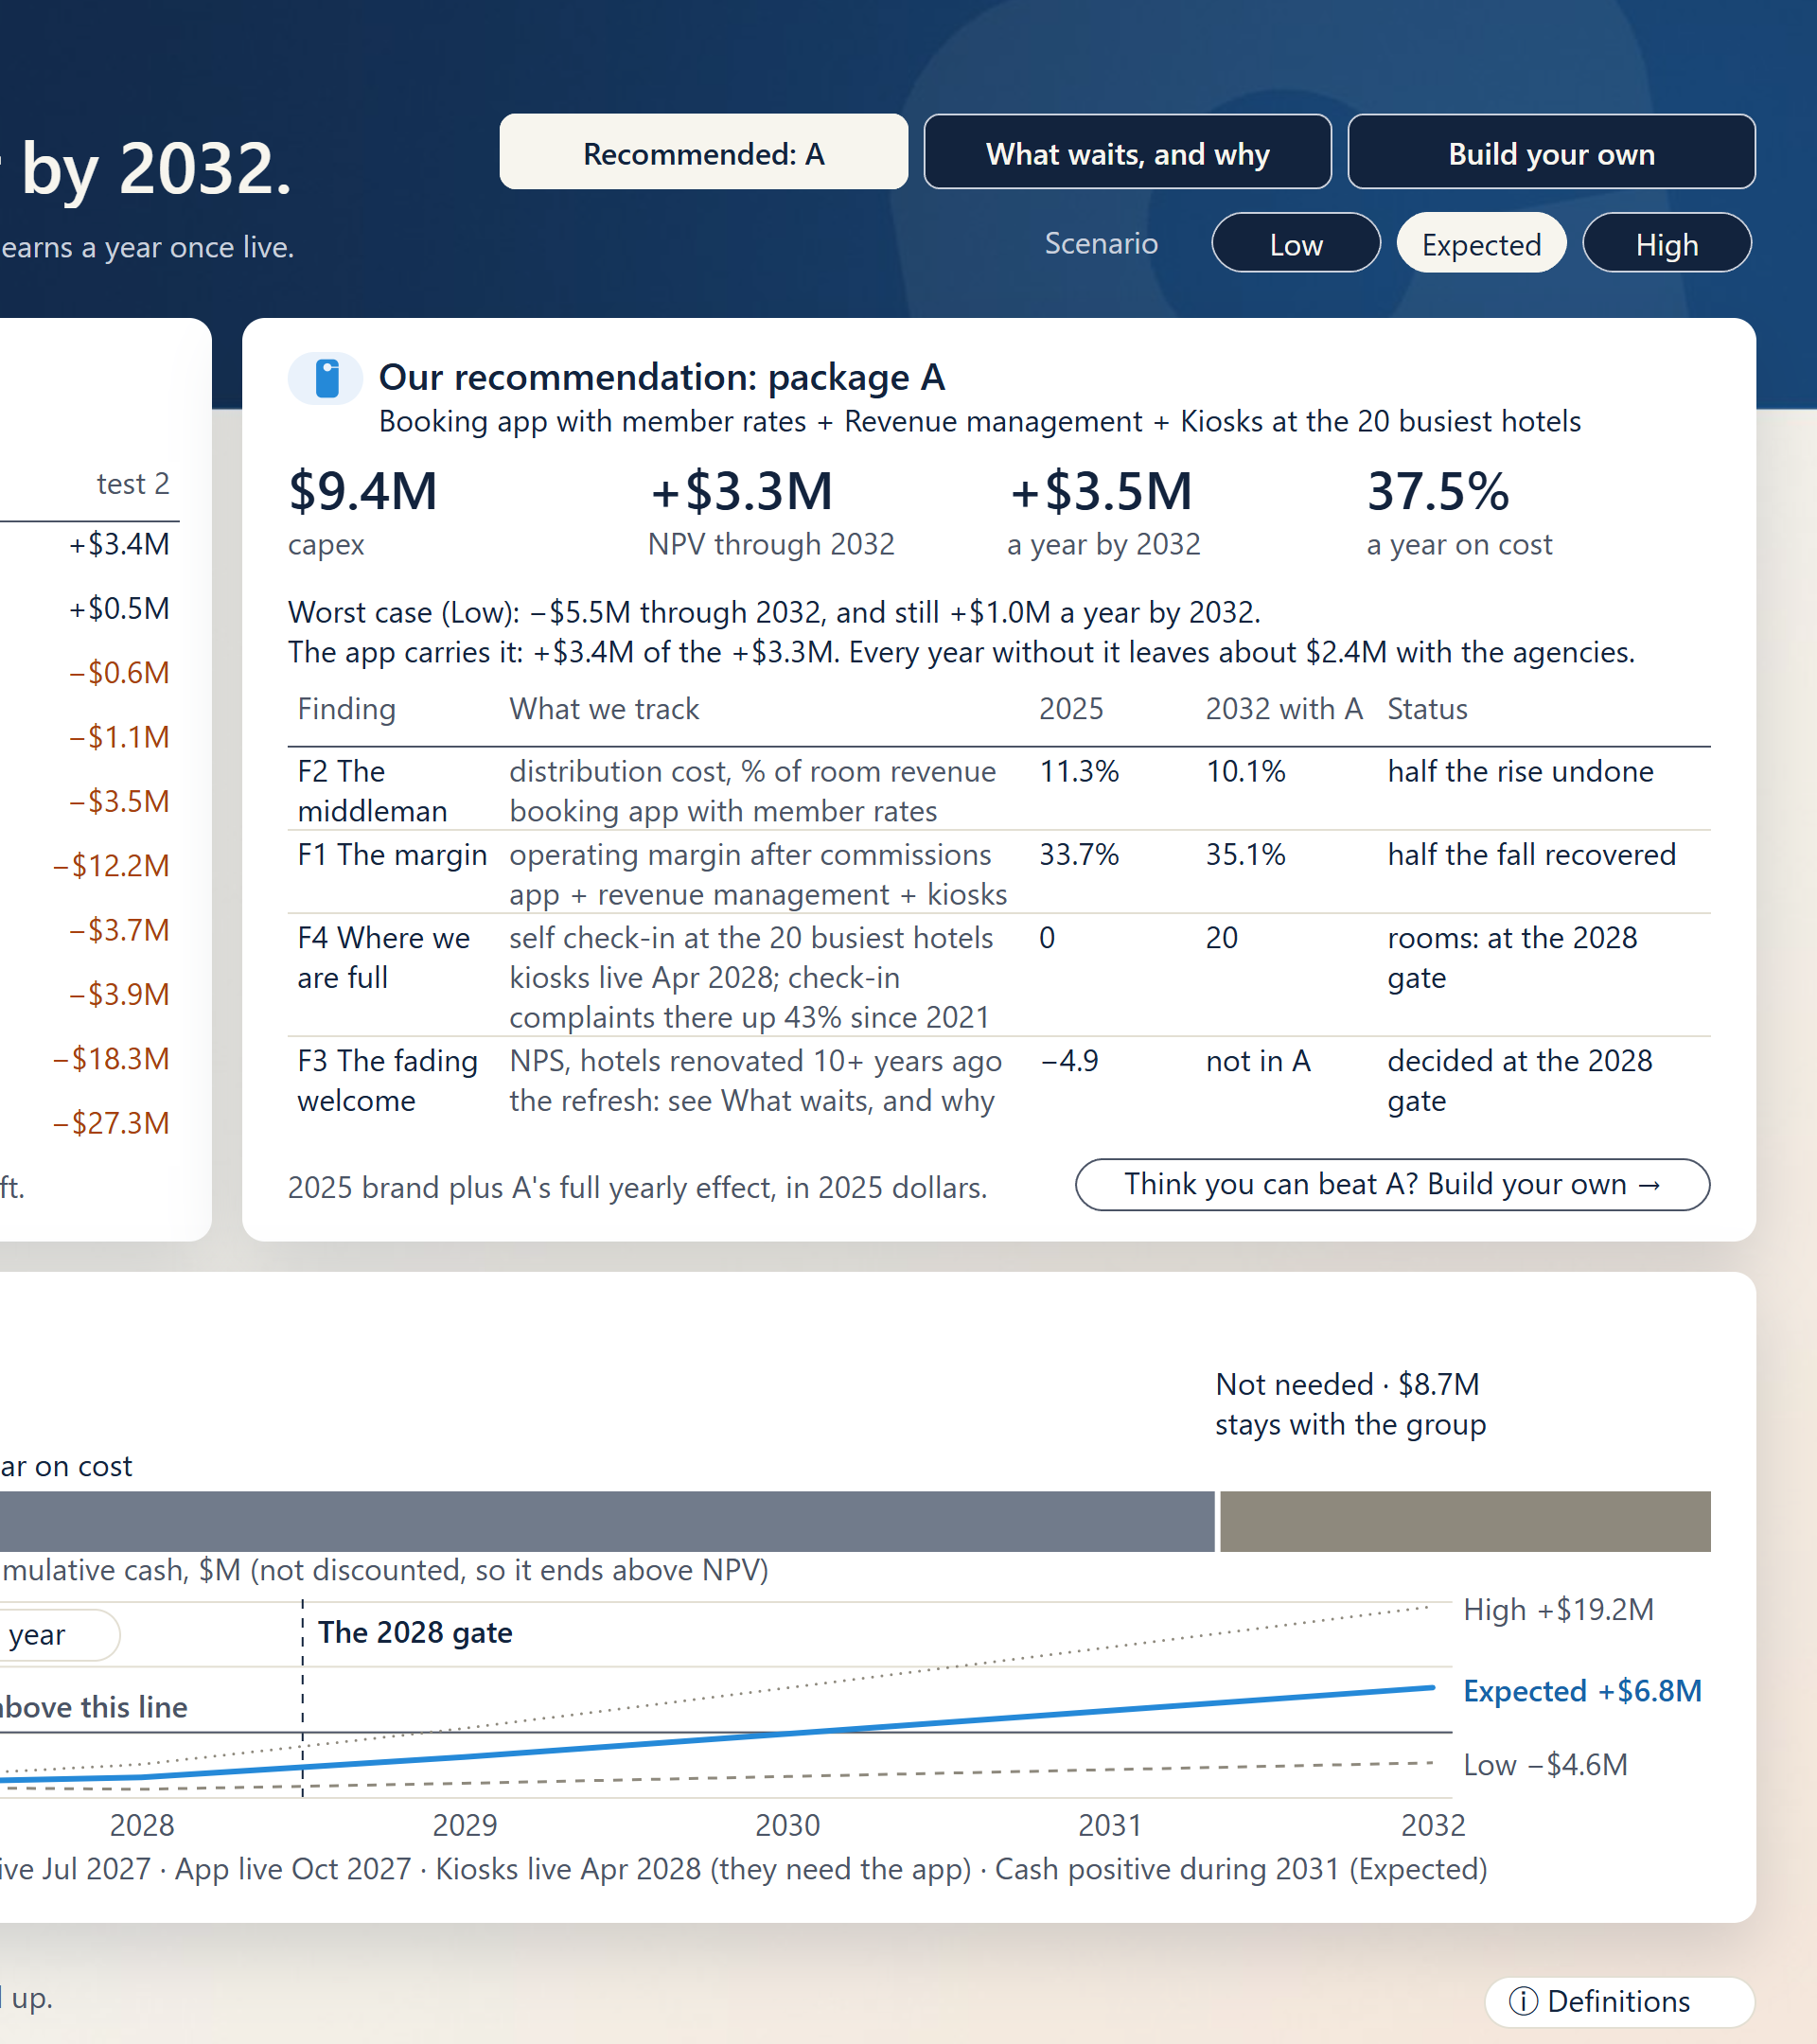 by 2032.
earns a year once live.
Recommended: A
What waits, and why
Build your own
Scenario
Low
Expected
High
test 2
+$3.4M
+$0.5M
−$0.6M
−$1.1M
−$3.5M
−$12.2M
−$3.7M
−$3.9M
−$18.3M
−$27.3M
ft.
Our recommendation: package A
Booking app with member rates + Revenue management + Kiosks at the 20 busiest hotels
$9.4M
+$3.3M
+$3.5M
37.5%
capex
NPV through 2032
a year by 2032
a year on cost
Worst case (Low): −$5.5M through 2032, and still +$1.0M a year by 2032.
The app carries it: +$3.4M of the +$3.3M. Every year without it leaves about $2.4M with the agencies.
Finding What we track 2025 2032 with A Status
F2 The distribution cost, % of room revenue 11.3% 10.1% half the rise undone
middleman booking app with member rates
F1 The margin operating margin after commissions 33.7% 35.1% half the fall recovered
app + revenue management + kiosks
F4 Where we self check-in at the 20 busiest hotels 0 20 rooms: at the 2028
are full kiosks live Apr 2028; check-in gate
complaints there up 43% since 2021
F3 The fading NPS, hotels renovated 10+ years ago −4.9 not in A decided at the 2028
welcome the refresh: see What waits, and why gate
2025 brand plus A's full yearly effect, in 2025 dollars.
Think you can beat A? Build your own →
Not needed · $8.7M
stays with the group
ar on cost
mulative cash, $M (not discounted, so it ends above NPV)
year
The 2028 gate
above this line
High +$19.2M
Expected +$6.8M
Low −$4.6M
2028 2029 2030 2031 2032
ive Jul 2027 · App live Oct 2027 · Kiosks live Apr 2028 (they need the app) · Cash positive during 2031 (Expected)
up.
ⓘ Definitions